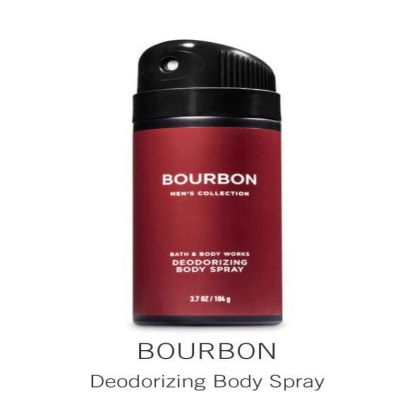 BOURBON
MEN'S COLLECTION
BATH & BODY WORKS
DEODORIZING
BODY SPRAY
3.7 OZ / 104 g
BOURBON
Deodorizing Body Spray